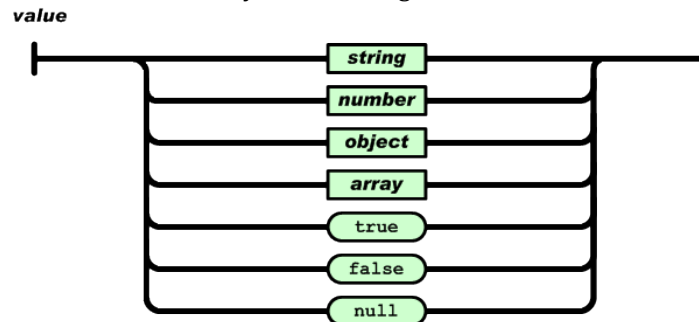 value
string
number
object
array
true
false
null